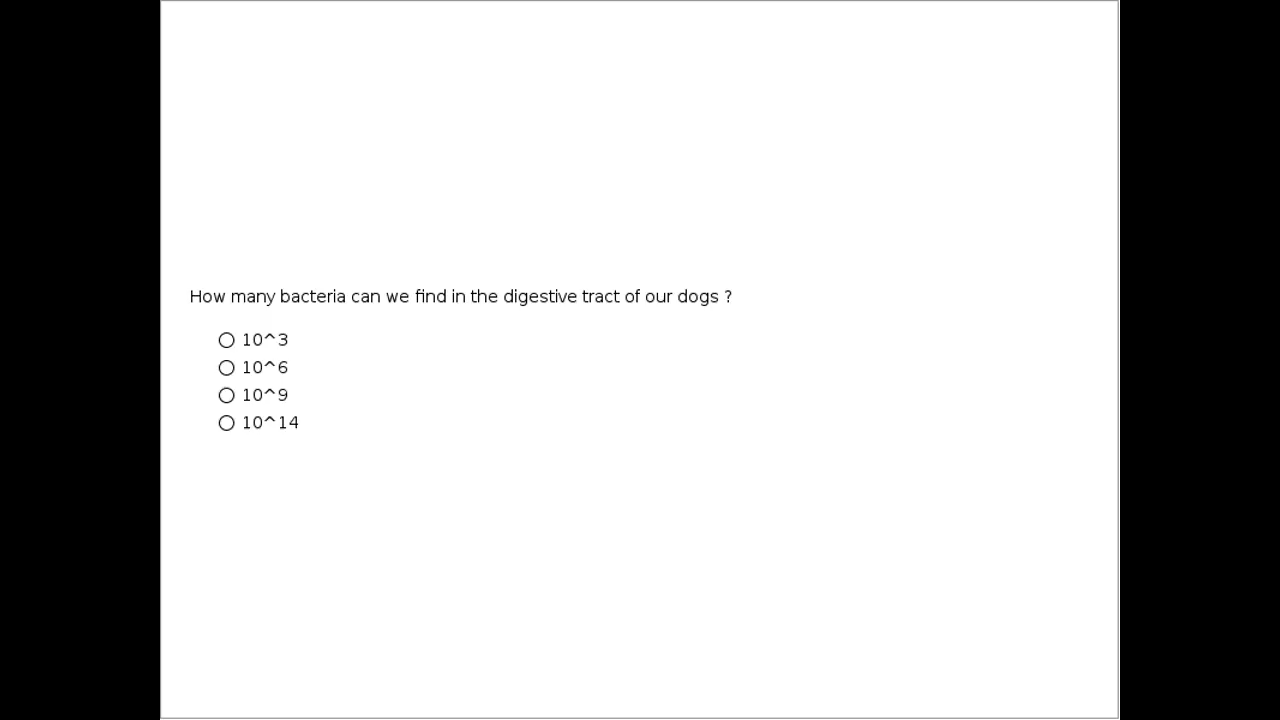 How many bacteria can we find in the digestive tract of our dogs ?
10^3
10^6
10^9
10^14